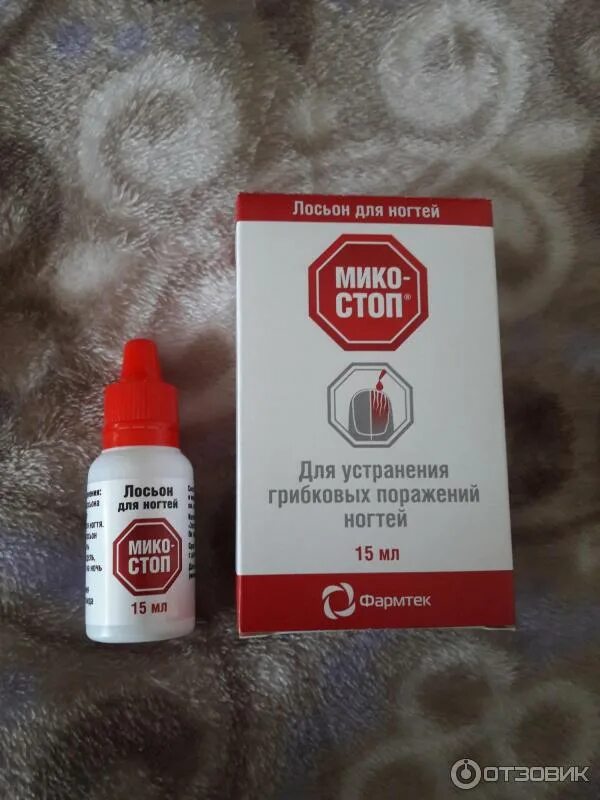 Лосьон для ногтей
МИКО-
СТОП®
Для устранения
грибковых поражений
ногтей
15 мл
Фармтек
Лосьон
для ногтей
МИКО-
СТОП
15 мл
ногтя.
ОТЗОВИК